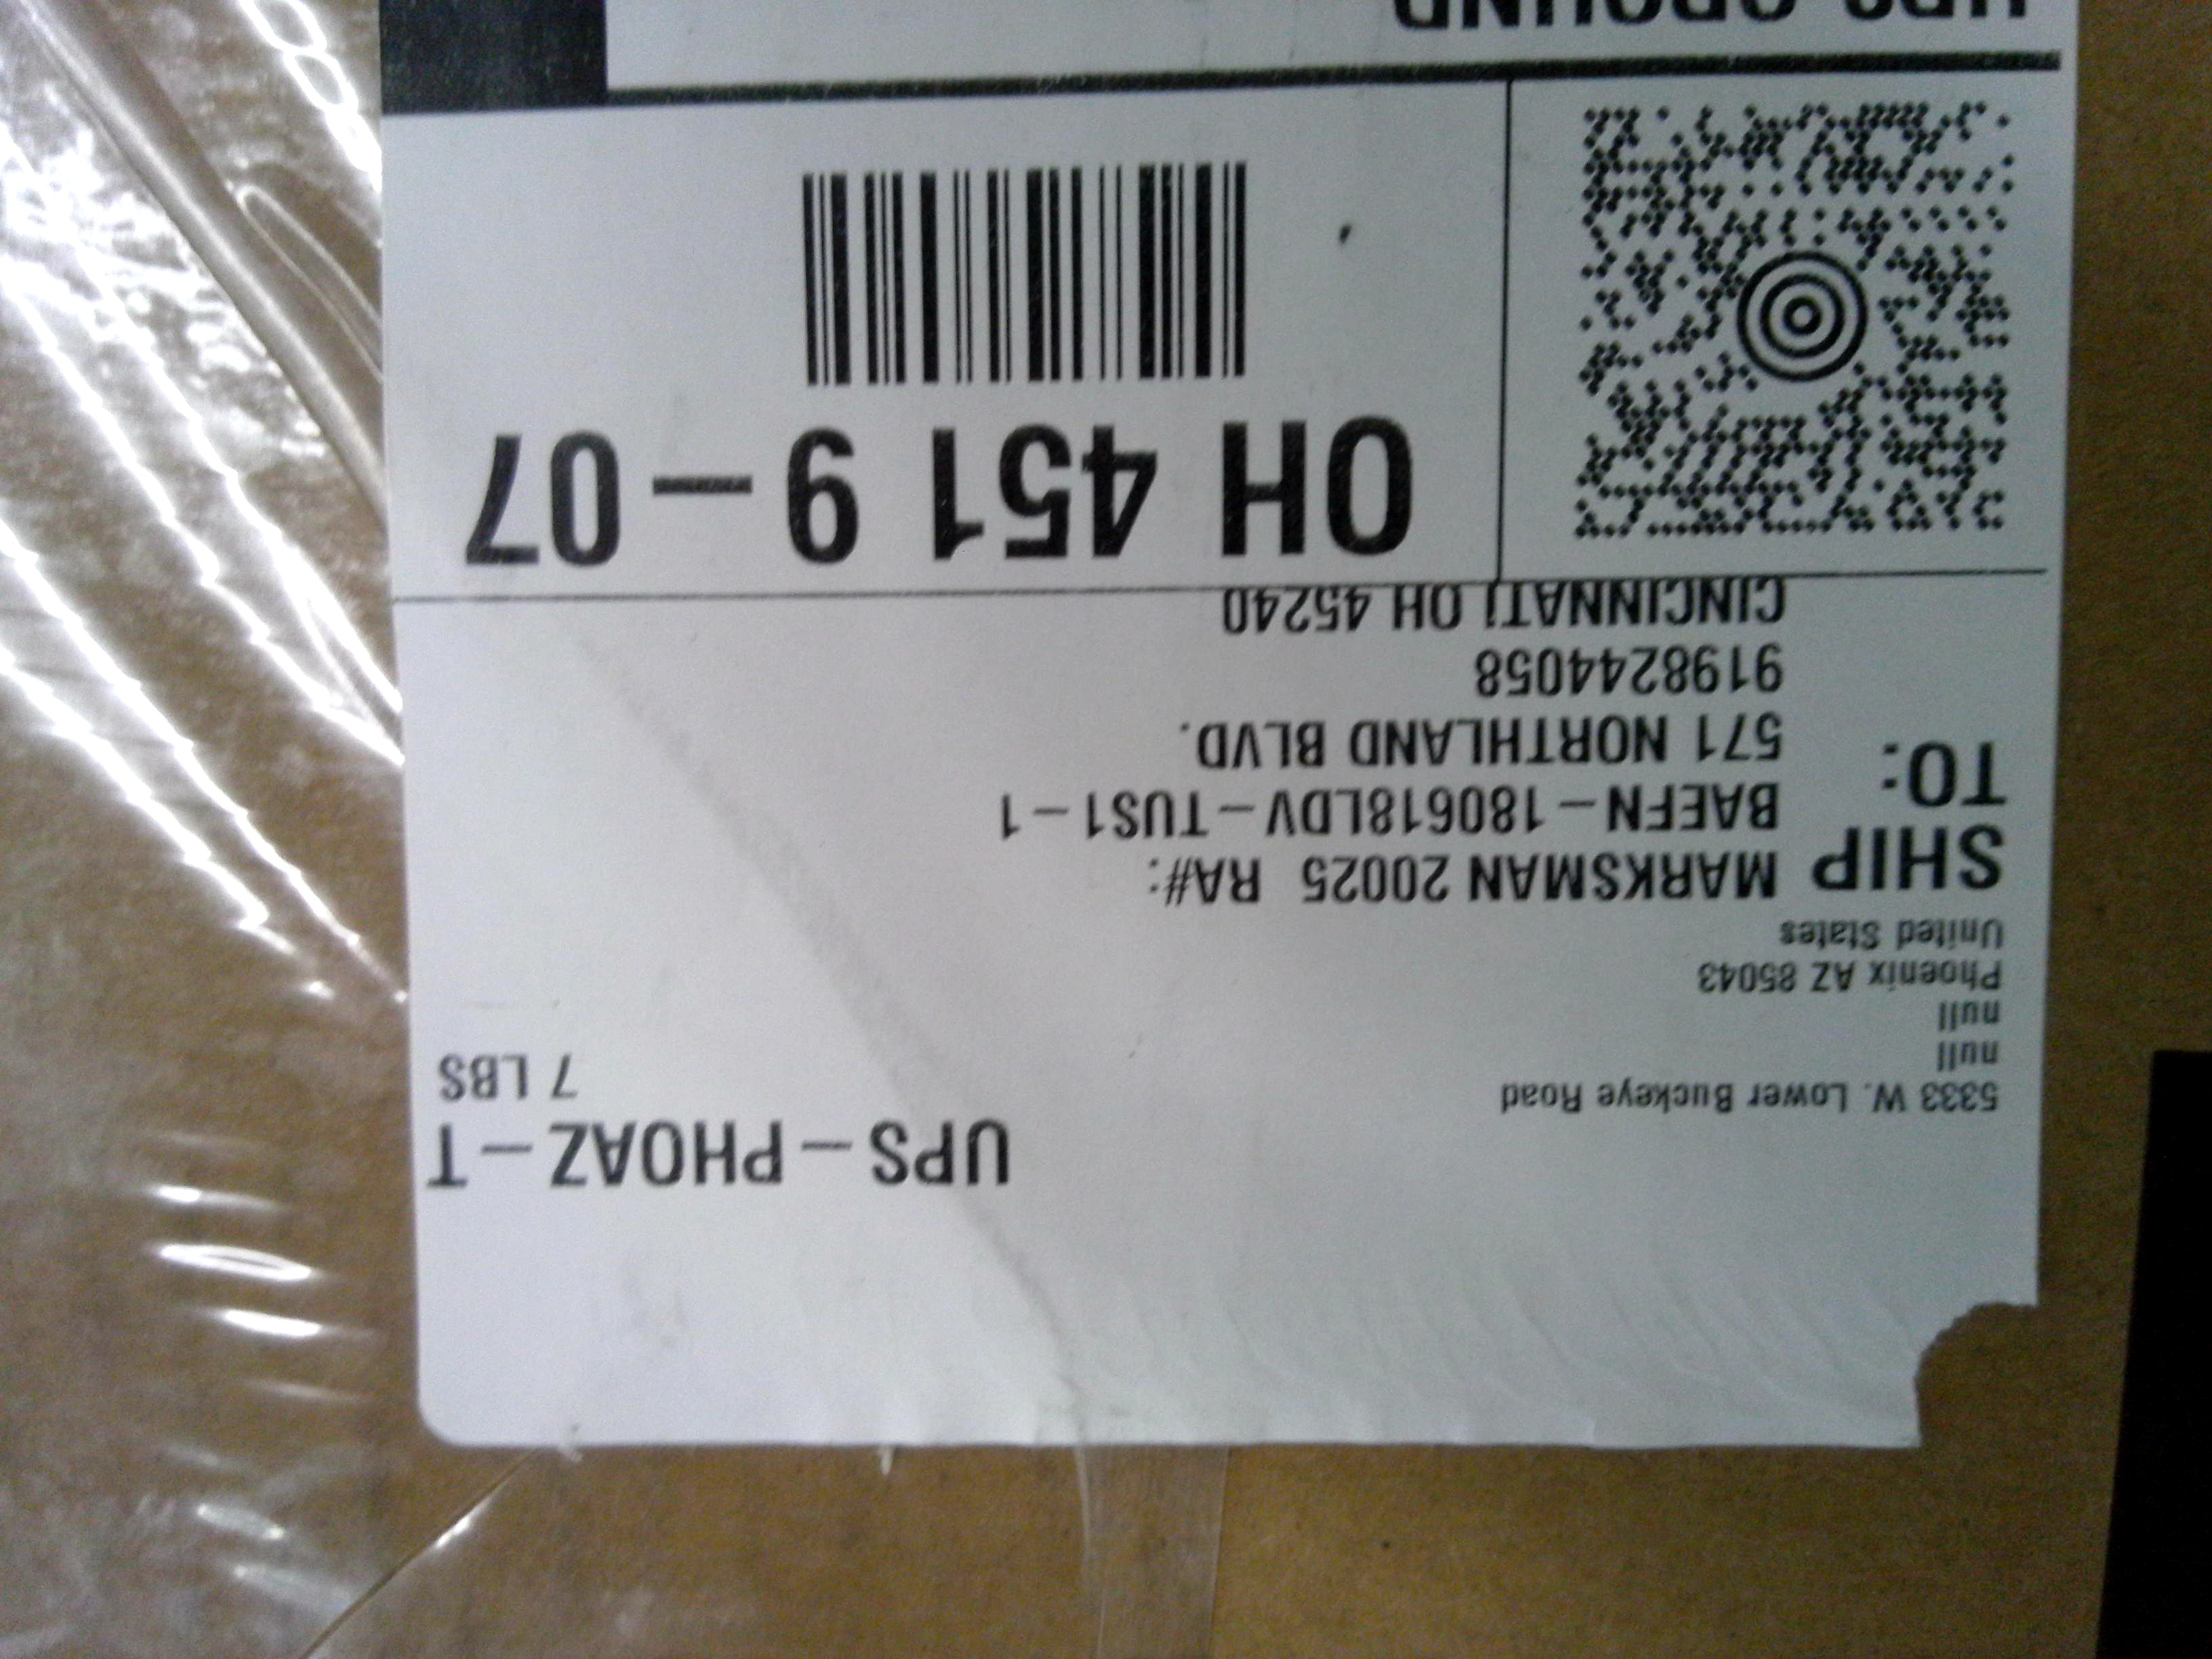 UPS-PHOAZ-T
7 LBS
5333 W. Lower Buckeye Road
null
null
Phoenix AZ 85043
United States
SHIP TO:
MARKSMAN 20025 RA#:
BAEFN-180618LDV-TUS1-1
571 NORTHLAND BLVD.
9198244058
CINCINNATI OH 45240
OH 451 9-07
UPS GROUND